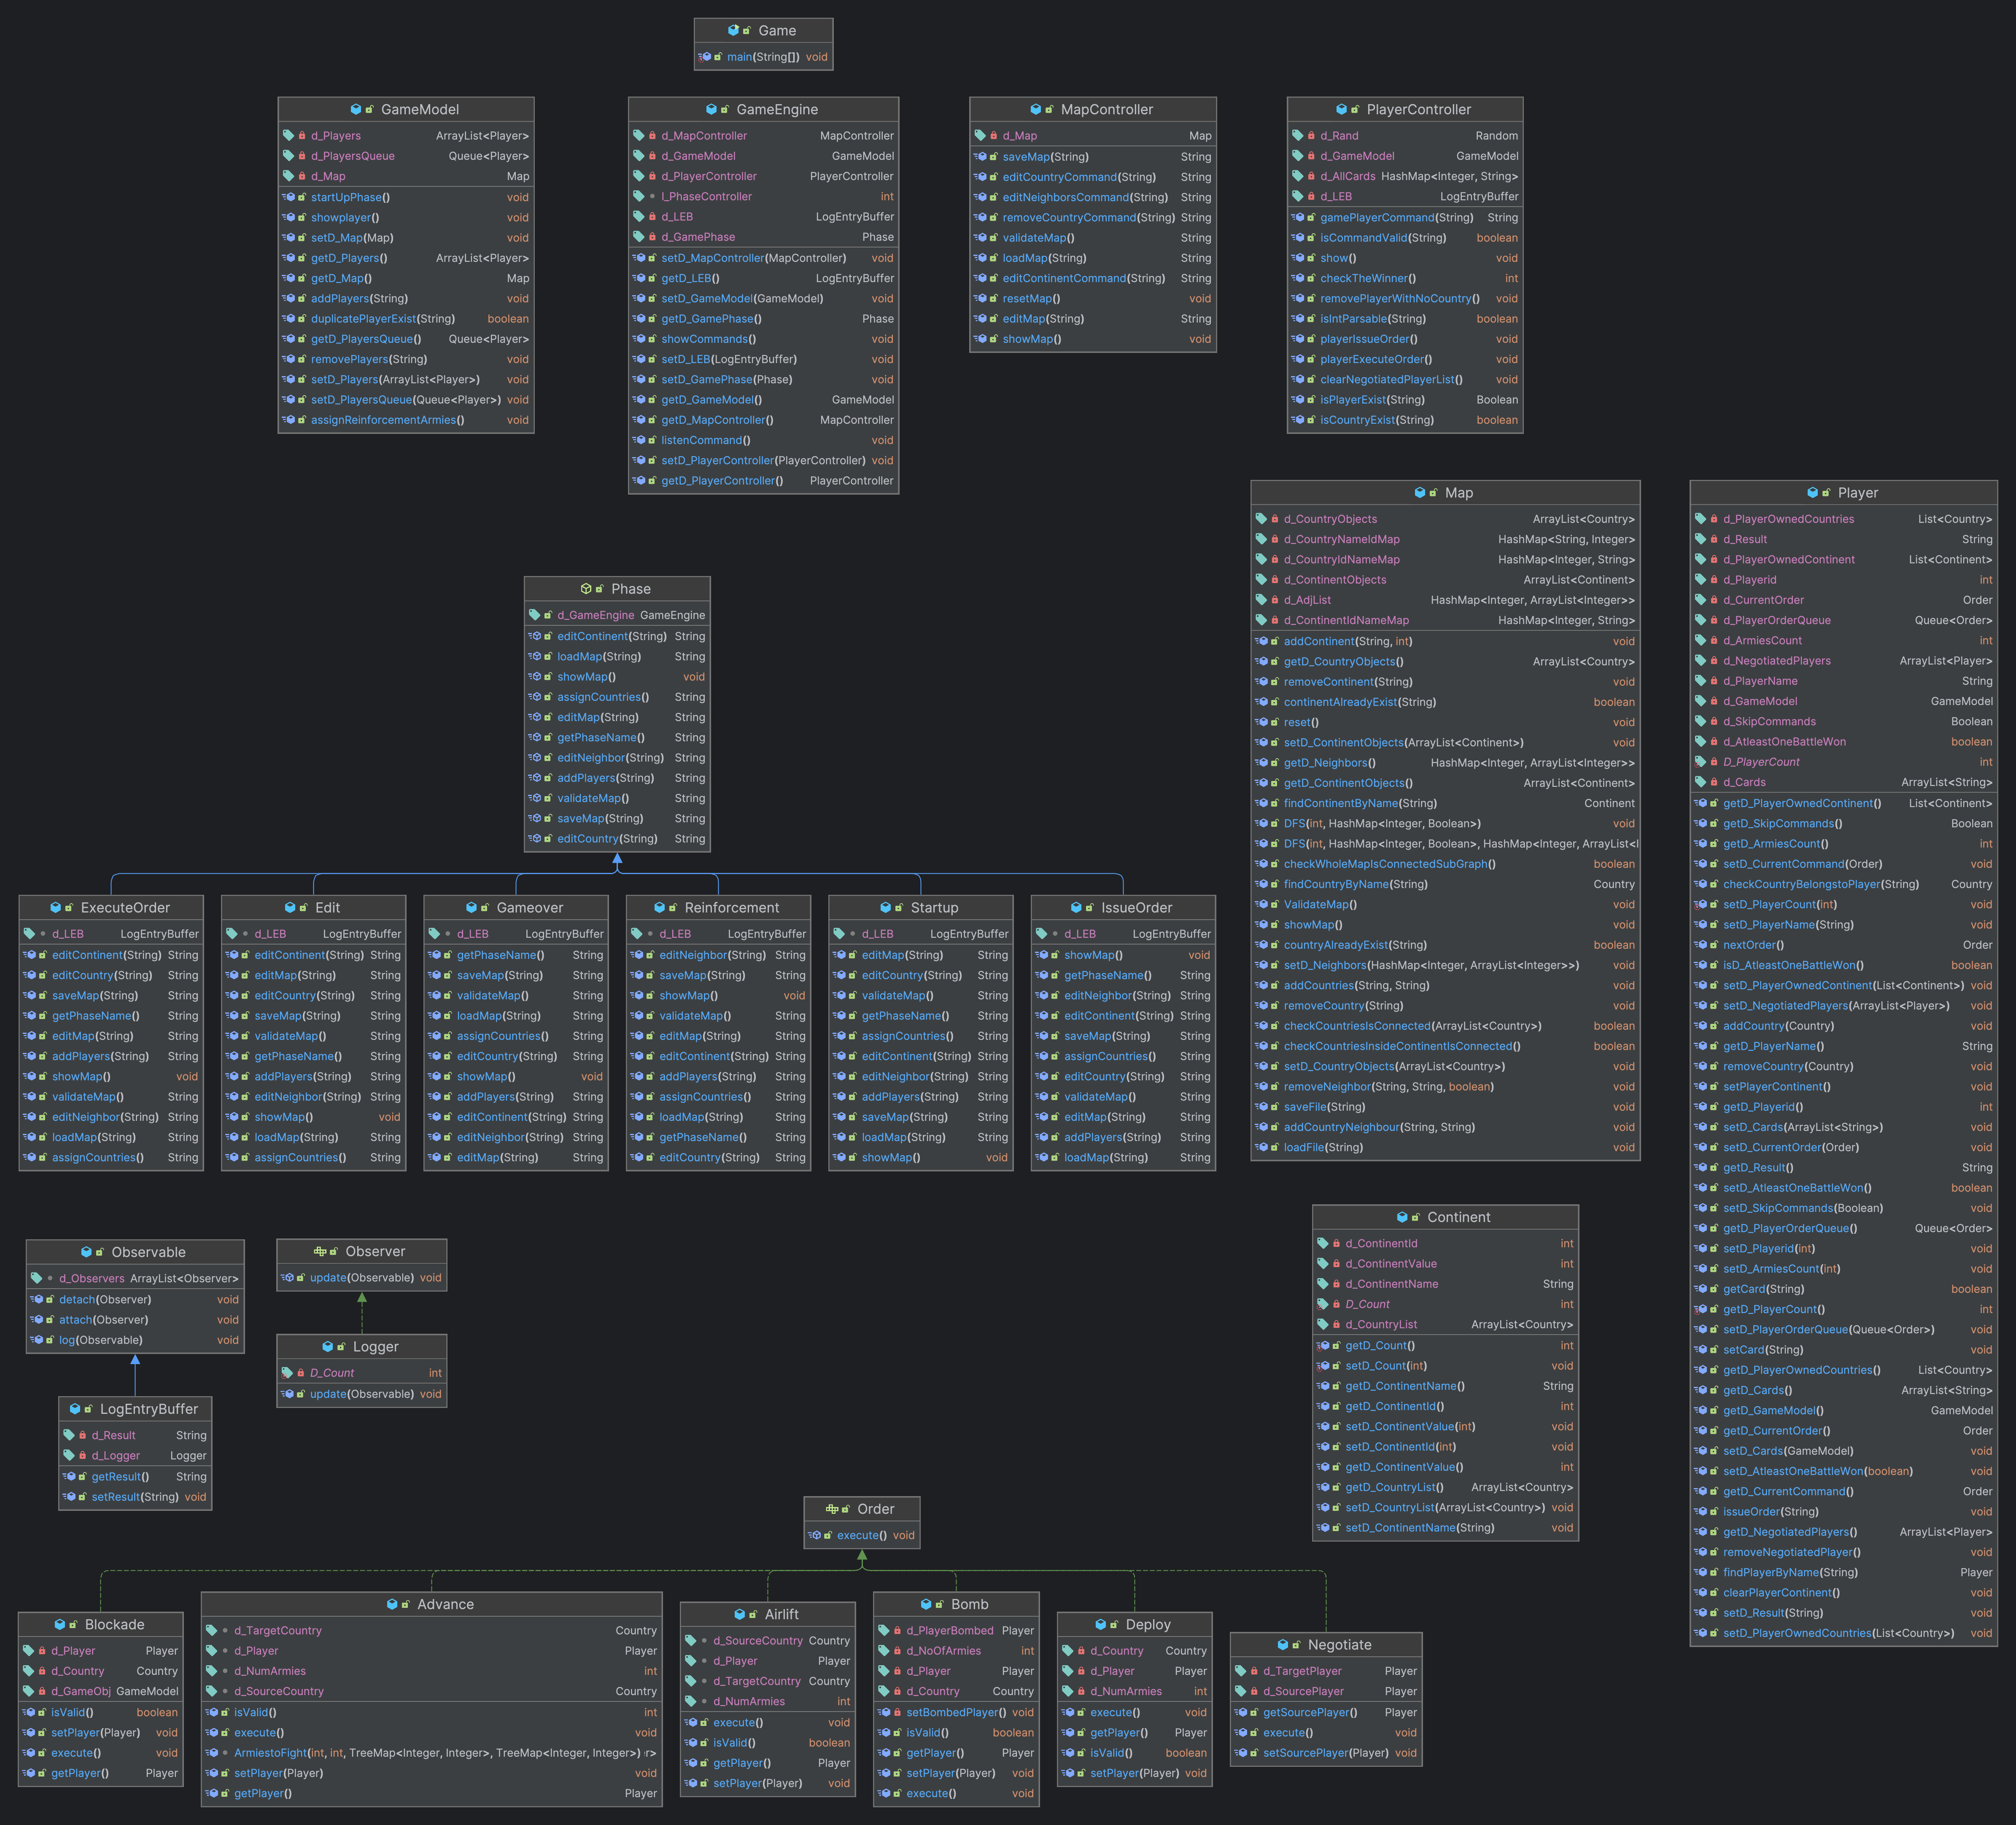 Game
main(String[]) void
GameModel
d_Players ArrayList<Player>
d_PlayersQueue Queue<Player>
d_Map Map
startUpPhase() void
showplayer() void
setD_Map(Map) void
getD_Players() ArrayList<Player>
getD_Map() Map
addPlayers(String) void
duplicatePlayerExist(String) boolean
getD_PlayersQueue() Queue<Player>
removePlayers(String) void
setD_Players(ArrayList<Player>) void
setD_PlayersQueue(Queue<Player>) void
assignReinforcementArmies() void
GameEngine
d_MapController MapController
d_GameModel GameModel
d_PlayerController PlayerController
l_PhaseController int
d_LEB LogEntryBuffer
d_GamePhase Phase
setD_MapController(MapController) void
getD_LEB() LogEntryBuffer
setD_GameModel(GameModel) void
getD_GamePhase() Phase
showCommands() void
setD_LEB(LogEntryBuffer) void
setD_GamePhase(Phase) void
getD_GameModel() GameModel
getD_MapController() MapController
listenCommand() void
setD_PlayerController(PlayerController) void
getD_PlayerController() PlayerController
MapController
d_Map Map
saveMap(String) String
editCountryCommand(String) String
editNeighborsCommand(String) String
removeCountryCommand(String) String
validateMap() String
loadMap(String) String
editContinentCommand(String) String
resetMap() void
editMap(String) String
showMap() void
PlayerController
d_Rand Random
d_GameModel GameModel
d_AllCards HashMap<Integer, String>
d_LEB LogEntryBuffer
gamePlayerCommand(String) String
isCommandValid(String) boolean
show() void
checkTheWinner() int
removePlayerWithNoCountry() void
isIntParsable(String) boolean
playerIssueOrder() void
playerExecuteOrder() void
clearNegotiatedPlayerList() void
isPlayerExist(String) Boolean
isCountryExist(String) boolean
Map
d_CountryObjects ArrayList<Country>
d_CountryNameIdMap HashMap<String, Integer>
d_CountryIdNameMap HashMap<Integer, String>
d_ContinentObjects ArrayList<Continent>
d_AdjList HashMap<Integer, ArrayList<Integer>>
d_ContinentIdNameMap HashMap<Integer, String>
addContinent(String, int) void
getD_CountryObjects() ArrayList<Country>
removeContinent(String) void
continentAlreadyExist(String) boolean
reset() void
setD_ContinentObjects(ArrayList<Continent>) void
getD_Neighbors() HashMap<Integer, ArrayList<Integer>>
getD_ContinentObjects() ArrayList<Continent>
findContinentByName(String) Continent
DFS(int, HashMap<Integer, Boolean>) void
DFS(int, HashMap<Integer, Boolean>, HashMap<Integer, ArrayList<I
checkWholeMapIsConnectedSubGraph() boolean
findCountryByName(String) Country
ValidateMap() void
showMap() void
countryAlreadyExist(String) boolean
setD_Neighbors(HashMap<Integer, ArrayList<Integer>>) void
addCountries(String, String) void
removeCountry(String) void
checkCountriesIsConnected(ArrayList<Country>) boolean
checkCountriesInsideContinentIsConnected() boolean
setD_CountryObjects(ArrayList<Country>) void
removeNeighbor(String, String, boolean) void
saveFile(String) void
addCountryNeighbour(String, String) void
loadFile(String) void
Player
d_PlayerOwnedCountries List<Country>
d_Result String
d_PlayerOwnedContinent List<Continent>
d_Playerid int
d_CurrentOrder Order
d_PlayerOrderQueue Queue<Order>
d_ArmiesCount int
d_NegotiatedPlayers ArrayList<Player>
d_PlayerName String
d_GameModel GameModel
d_SkipCommands Boolean
d_AtleastOneBattleWon boolean
D_PlayerCount int
d_Cards ArrayList<String>
getD_PlayerOwnedContinent() List<Continent>
getD_SkipCommands() Boolean
getD_ArmiesCount() int
setD_CurrentCommand(Order) void
checkCountryBelongstoPlayer(String) Country
setD_PlayerCount(int) void
setD_PlayerName(String) void
nextOrder() Order
isD_AtleastOneBattleWon() boolean
setD_PlayerOwnedContinent(List<Continent>) void
setD_NegotiatedPlayers(ArrayList<Player>) void
addCountry(Country) void
getD_PlayerName() String
removeCountry(Country) void
setPlayerContinent() void
getD_Playerid() int
setD_Cards(ArrayList<String>) void
setD_CurrentOrder(Order) void
getD_Result() String
setD_AtleastOneBattleWon() boolean
setD_SkipCommands(Boolean) void
getD_PlayerOrderQueue() Queue<Order>
setD_Playerid(int) void
setD_ArmiesCount(int) void
getCard(String) boolean
getD_PlayerCount() int
setD_PlayerOrderQueue(Queue<Order>) void
setCard(String) void
getD_PlayerOwnedCountries() List<Country>
getD_Cards() ArrayList<String>
getD_GameModel() GameModel
getD_CurrentOrder() Order
setD_Cards(GameModel) void
setD_AtleastOneBattleWon(boolean) void
getD_CurrentCommand() Order
issueOrder(String) void
getD_NegotiatedPlayers() ArrayList<Player>
removeNegotiatedPlayer() void
findPlayerByName(String) Player
clearPlayerContinent() void
setD_Result(String) void
setD_PlayerOwnedCountries(List<Country>) void
Phase
d_GameEngine GameEngine
editContinent(String) String
loadMap(String) String
showMap() void
assignCountries() String
editMap(String) String
getPhaseName() String
editNeighbor(String) String
addPlayers(String) String
validateMap() String
saveMap(String) String
editCountry(String) String
ExecuteOrder
d_LEB LogEntryBuffer
editContinent(String) String
editCountry(String) String
saveMap(String) String
getPhaseName() String
editMap(String) String
addPlayers(String) String
showMap() void
validateMap() String
editNeighbor(String) String
loadMap(String) String
assignCountries() String
Edit
d_LEB LogEntryBuffer
editContinent(String) String
editMap(String) String
editCountry(String) String
saveMap(String) String
validateMap() String
getPhaseName() String
addPlayers(String) String
editNeighbor(String) String
showMap() void
loadMap(String) String
assignCountries() String
Gameover
d_LEB LogEntryBuffer
getPhaseName() String
saveMap(String) String
validateMap() String
loadMap(String) String
assignCountries() String
editCountry(String) String
showMap() void
addPlayers(String) String
editContinent(String) String
editNeighbor(String) String
editMap(String) String
Reinforcement
d_LEB LogEntryBuffer
editNeighbor(String) String
saveMap(String) String
showMap() void
validateMap() String
editMap(String) String
editContinent(String) String
addPlayers(String) String
assignCountries() String
loadMap(String) String
getPhaseName() String
editCountry(String) String
Startup
d_LEB LogEntryBuffer
editMap(String) String
editCountry(String) String
validateMap() String
getPhaseName() String
assignCountries() String
editContinent(String) String
editNeighbor(String) String
addPlayers(String) String
saveMap(String) String
loadMap(String) String
showMap() void
IssueOrder
d_LEB LogEntryBuffer
showMap() void
getPhaseName() String
editNeighbor(String) String
editContinent(String) String
saveMap(String) String
assignCountries() String
editCountry(String) String
validateMap() String
editMap(String) String
addPlayers(String) String
loadMap(String) String
Observable
d_Observers ArrayList<Observer>
detach(Observer) void
attach(Observer) void
log(Observable) void
Observer
update(Observable) void
Logger
D_Count int
update(Observable) void
LogEntryBuffer
d_Result String
d_Logger Logger
getResult() String
setResult(String) void
Continent
d_ContinentId int
d_ContinentValue int
d_ContinentName String
D_Count int
d_CountryList ArrayList<Country>
getD_Count() int
setD_Count(int) void
getD_ContinentName() String
getD_ContinentId() int
setD_ContinentValue(int) void
setD_ContinentId(int) void
getD_ContinentValue() int
getD_CountryList() ArrayList<Country>
setD_CountryList(ArrayList<Country>) void
setD_ContinentName(String) void
Order
execute() void
Blockade
d_Player Player
d_Country Country
d_GameObj GameModel
isValid() boolean
setPlayer(Player) void
execute() void
getPlayer() Player
Advance
d_TargetCountry Country
d_Player Player
d_NumArmies int
d_SourceCountry Country
isValid() int
execute() void
ArmiestoFight(int, int, TreeMap<Integer, Integer>, TreeMap<Integer, Integer>) r>
setPlayer(Player) void
getPlayer() Player
Airlift
d_SourceCountry Country
d_Player Player
d_TargetCountry Country
d_NumArmies int
execute() void
isValid() boolean
getPlayer() Player
setPlayer(Player) void
Bomb
d_PlayerBombed Player
d_NoOfArmies int
d_Player Player
d_Country Country
setBombedPlayer() void
isValid() boolean
getPlayer() Player
setPlayer(Player) void
execute() void
Deploy
d_Country Country
d_Player Player
d_NumArmies int
execute() void
getPlayer() Player
isValid() boolean
setPlayer(Player) void
Negotiate
d_TargetPlayer Player
d_SourcePlayer Player
getSourcePlayer() Player
execute() void
setSourcePlayer(Player) void